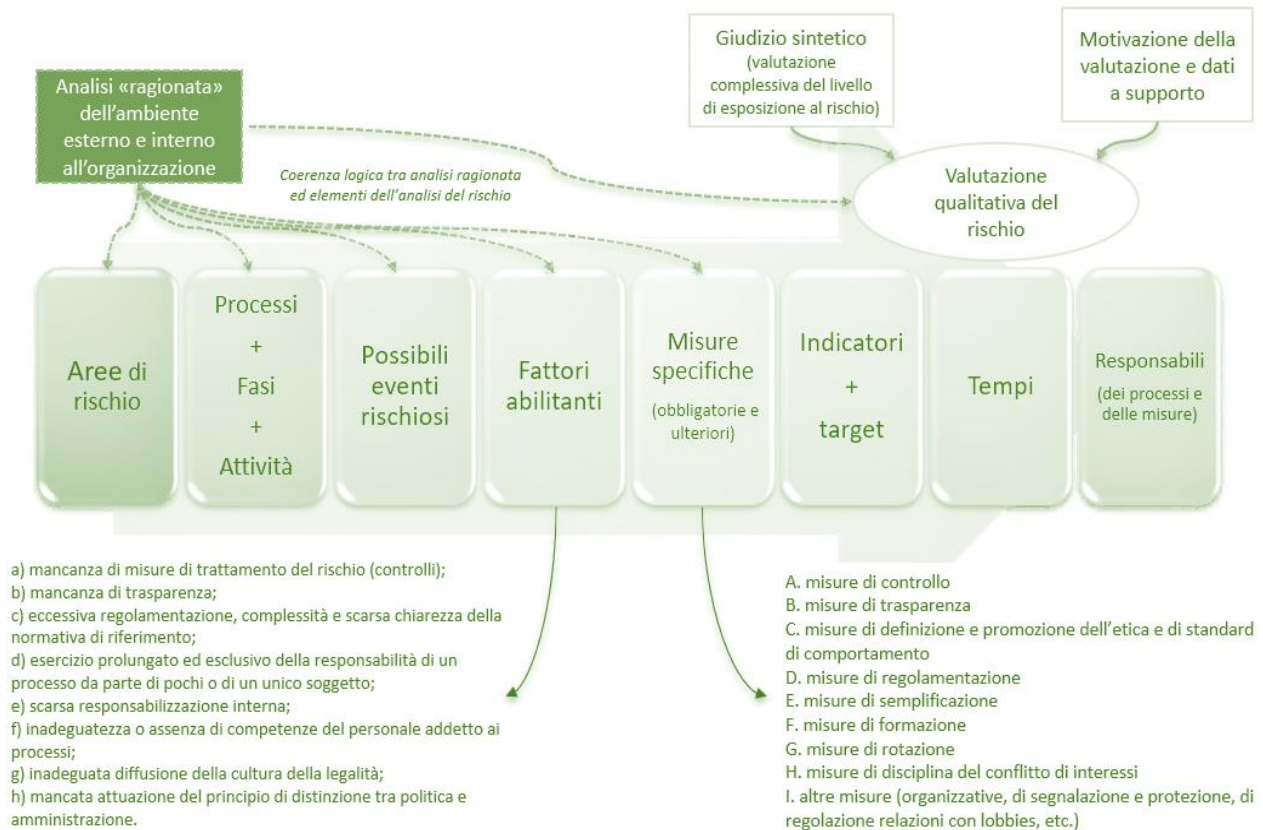 Giudizio sintetico
(valutazione
complessiva del livello
di esposizione al rischio)
Motivazione della
valutazione e dati
a supporto
Analisi «ragionata»
dell'ambiente
esterno e interno
all'organizzazione
Coerenza logica tra analisi ragionata
ed elementi dell'analisi del rischio
Valutazione
qualitativa del
rischio
Aree di
rischio
Processi
+
Fasi
+
Attività
Possibili
eventi
rischiosi
Fattori
abilitanti
Misure
specifiche
(obbligatorie e
ulteriori)
Indicatori
+
target
Tempi
Responsabili
(dei processi e
delle misure)
a) mancanza di misure di trattamento del rischio (controlli);
b) mancanza di trasparenza;
c) eccessiva regolamentazione, complessità e scarsa chiarezza della
normativa di riferimento;
d) esercizio prolungato ed esclusivo della responsabilità di un
processo da parte di pochi o di un unico soggetto;
e) scarsa responsabilizzazione interna;
f) inadeguatezza o assenza di competenze del personale addetto ai
processi;
g) inadeguata diffusione della cultura della legalità;
h) mancata attuazione del principio di distinzione tra politica e
amministrazione.
A. misure di controllo
B. misure di trasparenza
C. misure di definizione e promozione dell'etica e di standard
di comportamento
D. misure di regolamentazione
E. misure di semplificazione
F. misure di formazione
G. misure di rotazione
H. misure di disciplina del conflitto di interessi
I. altre misure (organizzative, di segnalazione e protezione, di
regolazione relazioni con lobbies, etc.)